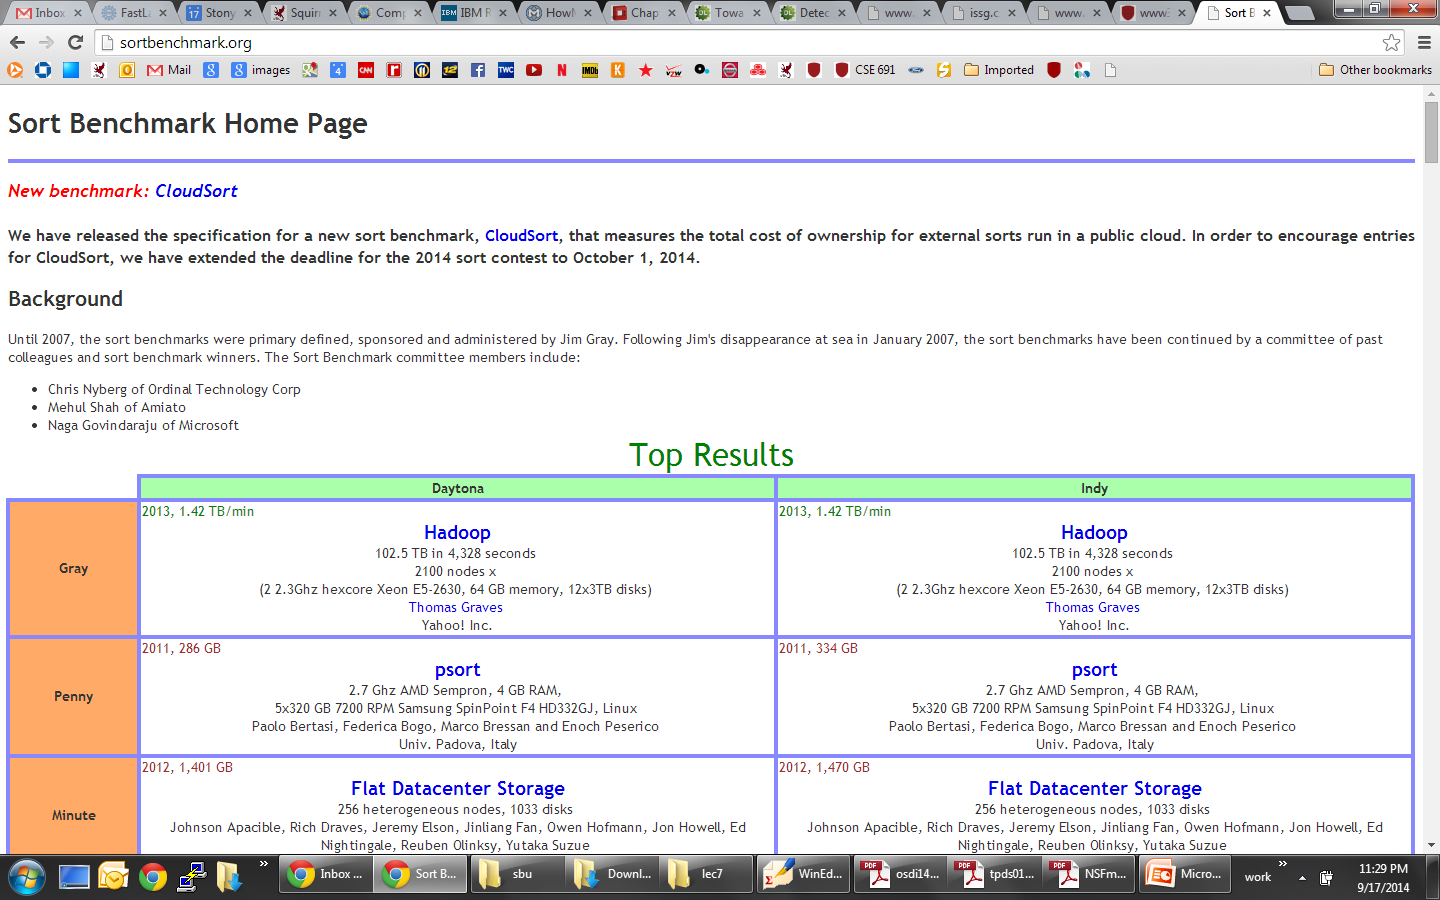 Inbox
FastL
17 Stony
Squirr
Comp
IBM R
HowM
Chap
Towa
Detec
www.
issg.c
www.
www.
Sort B
sortbenchmark.org
Mail
images
CNN
CSE 691
Imported
Other bookmarks
Sort Benchmark Home Page
New benchmark: CloudSort
We have released the specification for a new sort benchmark, CloudSort, that measures the total cost of ownership for external sorts run in a public cloud. In order to encourage entries
for CloudSort, we have extended the deadline for the 2014 sort contest to October 1, 2014.
Background
Until 2007, the sort benchmarks were primary defined, sponsored and administered by Jim Gray. Following Jim's disappearance at sea in January 2007, the sort benchmarks have been continued by a committee of past
colleagues and sort benchmark winners. The Sort Benchmark committee members include:
Chris Nyberg of Ordinal Technology Corp
Mehul Shah of Amiato
Naga Govindaraju of Microsoft
Top Results
Daytona
Indy
Gray
2013, 1.42 TB/min
Hadoop
102.5 TB in 4,328 seconds
2100 nodes x
(2 2.3Ghz hexcore Xeon E5-2630, 64 GB memory, 12x3TB disks)
Thomas Graves
Yahoo! Inc.
2013, 1.42 TB/min
Hadoop
102.5 TB in 4,328 seconds
2100 nodes x
(2 2.3Ghz hexcore Xeon E5-2630, 64 GB memory, 12x3TB disks)
Thomas Graves
Yahoo! Inc.
Penny
2011, 286 GB
psort
2.7 Ghz AMD Sempron, 4 GB RAM,
5x320 GB 7200 RPM Samsung SpinPoint F4 HD332GJ, Linux
Paolo Bertasi, Federica Bogo, Marco Bressan and Enoch Peserico
Univ. Padova, Italy
2011, 334 GB
psort
2.7 Ghz AMD Sempron, 4 GB RAM,
5x320 GB 7200 RPM Samsung SpinPoint F4 HD332GJ, Linux
Paolo Bertasi, Federica Bogo, Marco Bressan and Enoch Peserico
Univ. Padova, Italy
Minute
2012, 1,401 GB
Flat Datacenter Storage
256 heterogeneous nodes, 1033 disks
Johnson Apacible, Rich Draves, Jeremy Elson, Jinliang Fan, Owen Hofmann, Jon Howell, Ed
Nightingale, Reuben Olinksy, Yutaka Suzue
2012, 1,470 GB
Flat Datacenter Storage
256 heterogeneous nodes, 1033 disks
Johnson Apacible, Rich Draves, Jeremy Elson, Jinliang Fan, Owen Hofmann, Jon Howell, Ed
Nightingale, Reuben Olinksy, Yutaka Suzue
Inbox ...
Sort B...
sbu
Downl...
lec7
WinEd...
osdi14...
tpds01...
NSFm...
Micro...
work
11:29 PM
9/17/2014